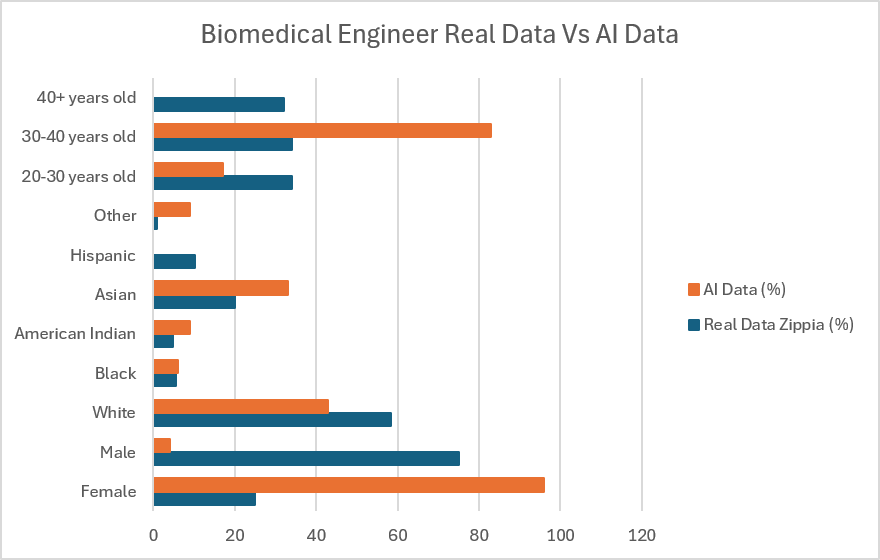 Biomedical Engineer Real Data Vs AI Data
40+ years old
30-40 years old
20-30 years old
Other
Hispanic
Asian
American Indian
Black
White
Male
Female
0 20 40 60 80 100 120
AI Data (%)
Real Data Zippia (%)